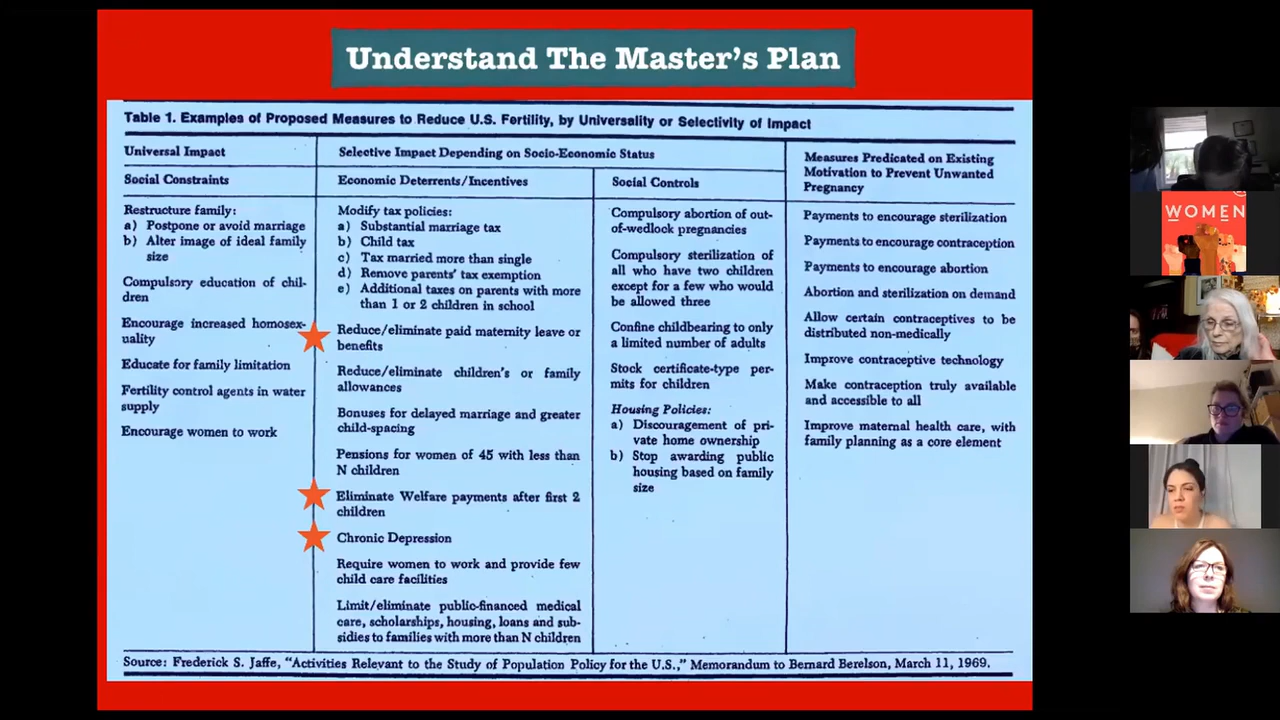 Understand The Master's Plan
Table 1. Examples of Proposed Measures to Reduce U.S. Fertility, by Universality or Selectivity of Impact
Universal Impact
Social Constraints
Restructure family:
a) Postpone or avoid marriage
b) Alter image of ideal family
size
Compulsory education of chil-
dren
Encourage increased homosex-
uality
Educate for family limitation
Fertility control agents in water
supply
Encourage women to work
Selective Impact Depending on Socio-Economic Status
Economic Deterrents/Incentives
Modify tax policies:
a) Substantial marriage tax
b) Child tax
c) Tax married more than single
d) Remove parents' tax exemption
e) Additional taxes on parents with more
than 1 or 2 children in school
Reduce/eliminate paid maternity leave or
benefits
Reduce/eliminate children's or family
allowances
Bonuses for delayed marriage and greater
child-spacing
Pensions for women of 45 with less than
N children
Eliminate Welfare payments after first 2
children
Chronic Depression
Require women to work and provide few
child care facilities
Limit/eliminate public-financed medical
care, scholarships, housing, loans and sub-
sidies to families with more than N children
Social Controls
Compulsory abortion of out-
of-wedlock pregnancies
Compulsory sterilization of
all who have two children
except for a few who would
be allowed three
Confine childbearing to only
a limited number of adults
Stock certificate-type per-
mits for children
Housing Policies:
a) Discouragement of pri-
vate home ownership
b) Stop awarding public
housing based on family
size
Measures Predicated on Existing
Motivation to Prevent Unwanted
Pregnancy
Payments to encourage sterilization
Payments to encourage contraception
Payments to encourage abortion
Abortion and sterilization on demand
Allow certain contraceptives to be
distributed non-medically
Improve contraceptive technology
Make contraception truly available
and accessible to all
Improve maternal health care, with
family planning as a core element
Source: Frederick S. Jaffe, "Activities Relevant to the Study of Population Policy for the U.S.," Memorandum to Bernard Berelson, March 11, 1969.
WOMEN